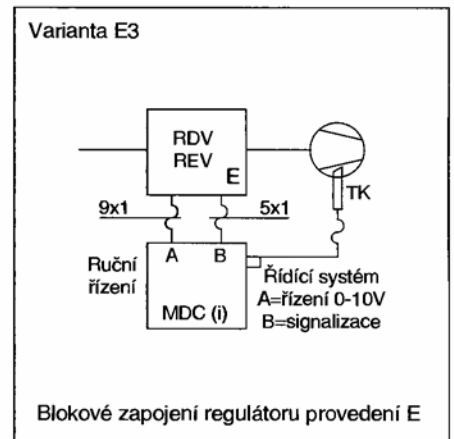 Varianta E3
RDV
REV
E
TK
9x1
5x1
Ruční
řízení
A
B
MDC (i)
Řídící systém
A=řízení 0-10V
B=signalizace
Blokové zapojení regulátoru provedení E